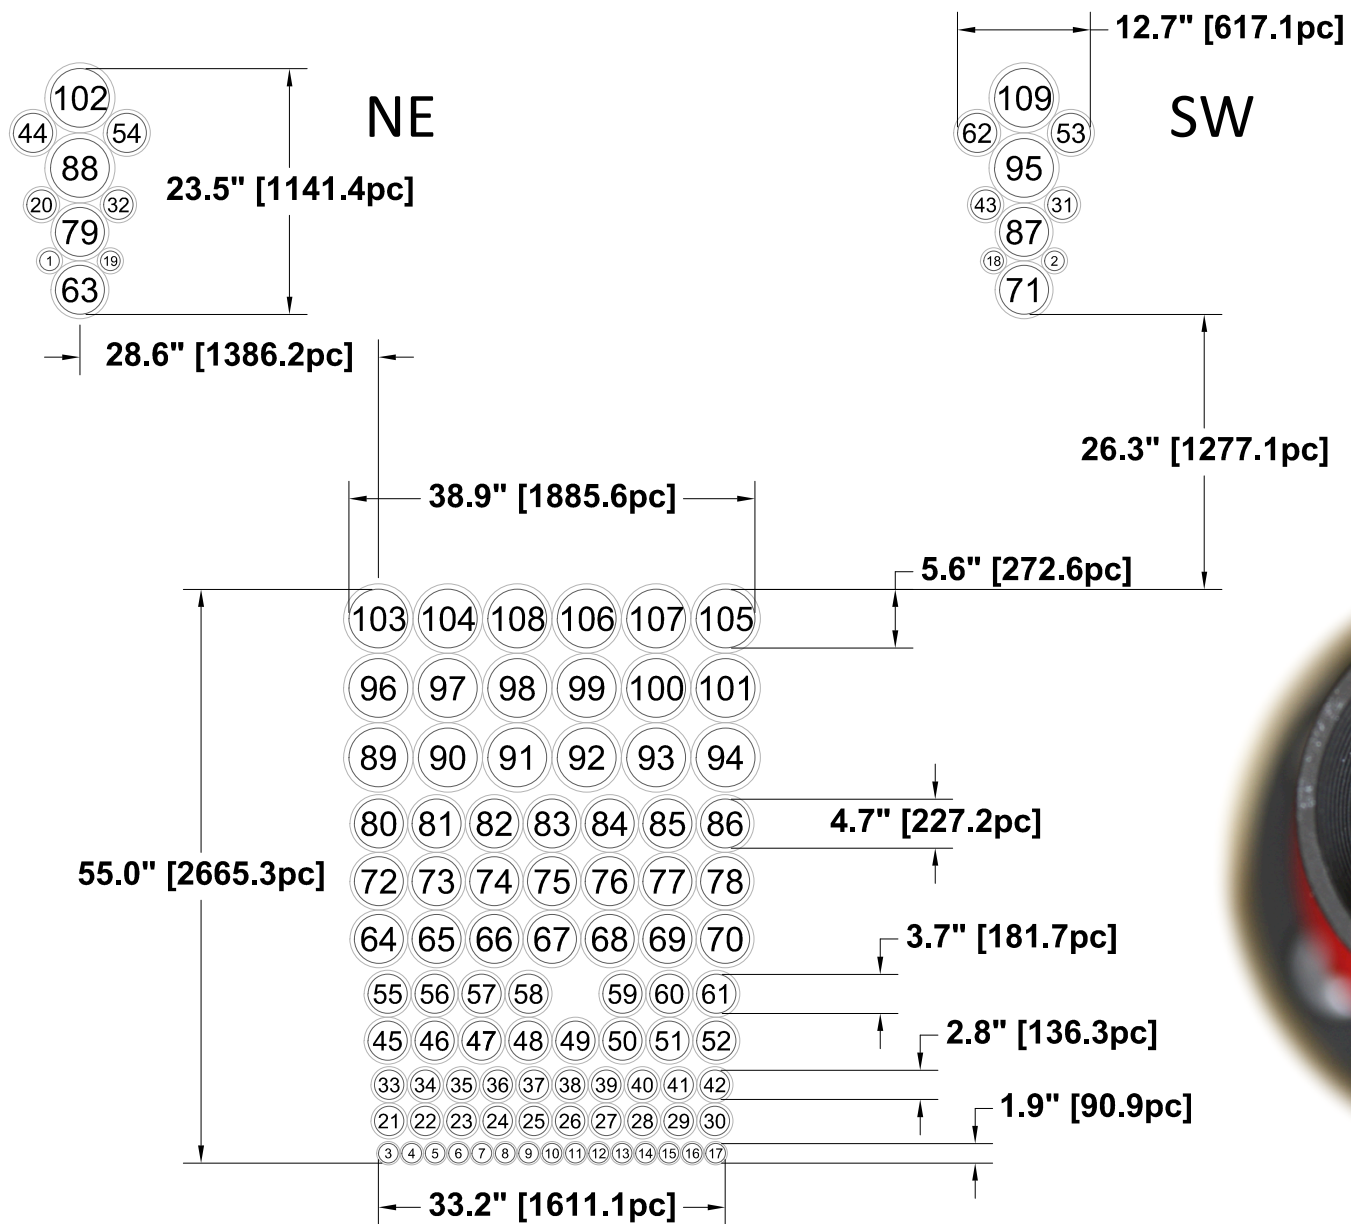 12.7" [617.1pc]
102
109
NE
SW
44 54
62 53
88
95
23.5" [1141.4pc]
20 32
43 31
79
87
1 19
18 2
63
71
28.6" [1386.2pc]
26.3" [1277.1pc]
38.9" [1885.6pc]
5.6" [272.6pc]
103 104 108 106 107 105
96 97 98 99 100 101
89 90 91 92 93 94
80 81 82 83 84 85 86
4.7" [227.2pc]
55.0" [2665.3pc]
72 73 74 75 76 77 78
64 65 66 67 68 69 70
3.7" [181.7pc]
55 56 57 58 59 60 61
2.8" [136.3pc]
45 46 47 48 49 50 51 52
33 34 35 36 37 38 39 40 41 42
1.9" [90.9pc]
21 22 23 24 25 26 27 28 29 30
3 4 5 6 7 8 9 10 11 12 13 14 15 16 17
33.2" [1611.1pc]